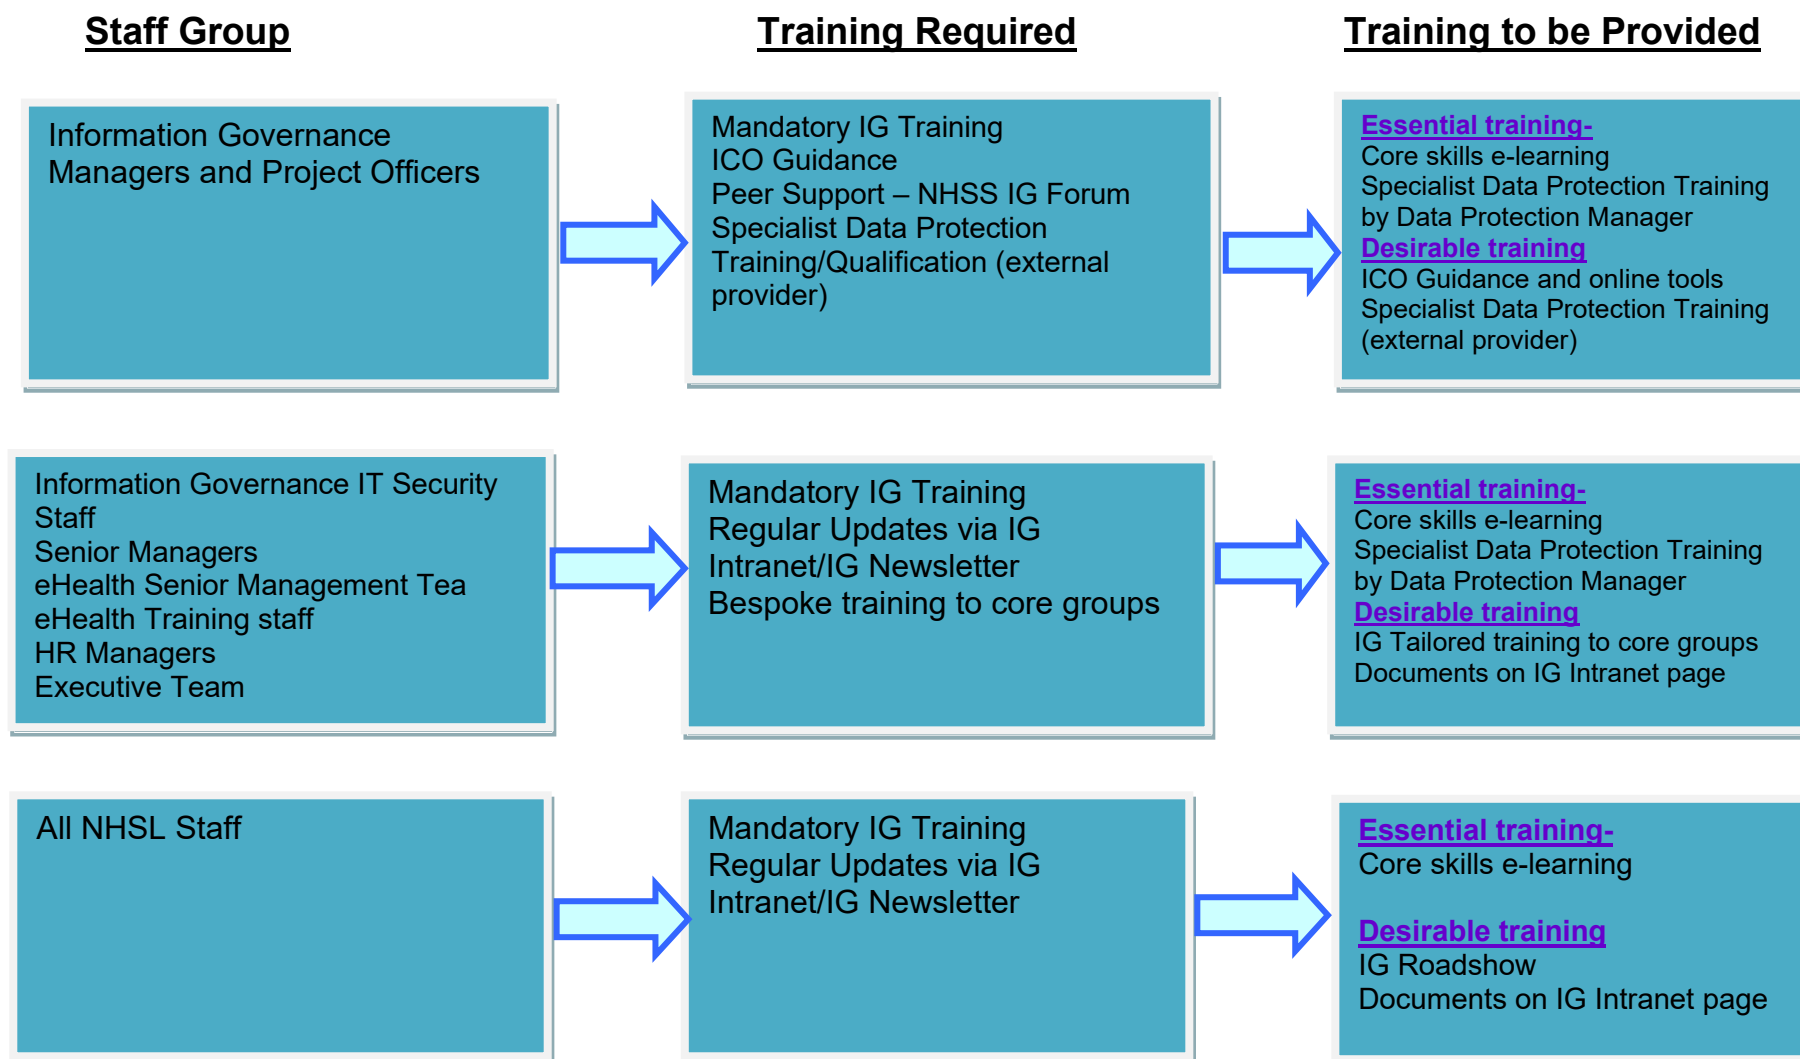 Staff Group
Training Required
Training to be Provided
Information Governance
Managers and Project Officers
Mandatory IG Training
ICO Guidance
Peer Support – NHSS IG Forum
Specialist Data Protection
Training/Qualification (external
provider)
Essential training-
Core skills e-learning
Specialist Data Protection Training
by Data Protection Manager
Desirable training
ICO Guidance and online tools
Specialist Data Protection Training
(external provider)
Information Governance IT Security
Staff
Senior Managers
eHealth Senior Management Tea
eHealth Training staff
HR Managers
Executive Team
Mandatory IG Training
Regular Updates via IG
Intranet/IG Newsletter
Bespoke training to core groups
Essential training-
Core skills e-learning
Specialist Data Protection Training
by Data Protection Manager
Desirable training
IG Tailored training to core groups
Documents on IG Intranet page
All NHSL Staff
Mandatory IG Training
Regular Updates via IG
Intranet/IG Newsletter
Essential training-
Core skills e-learning
Desirable training
IG Roadshow
Documents on IG Intranet page